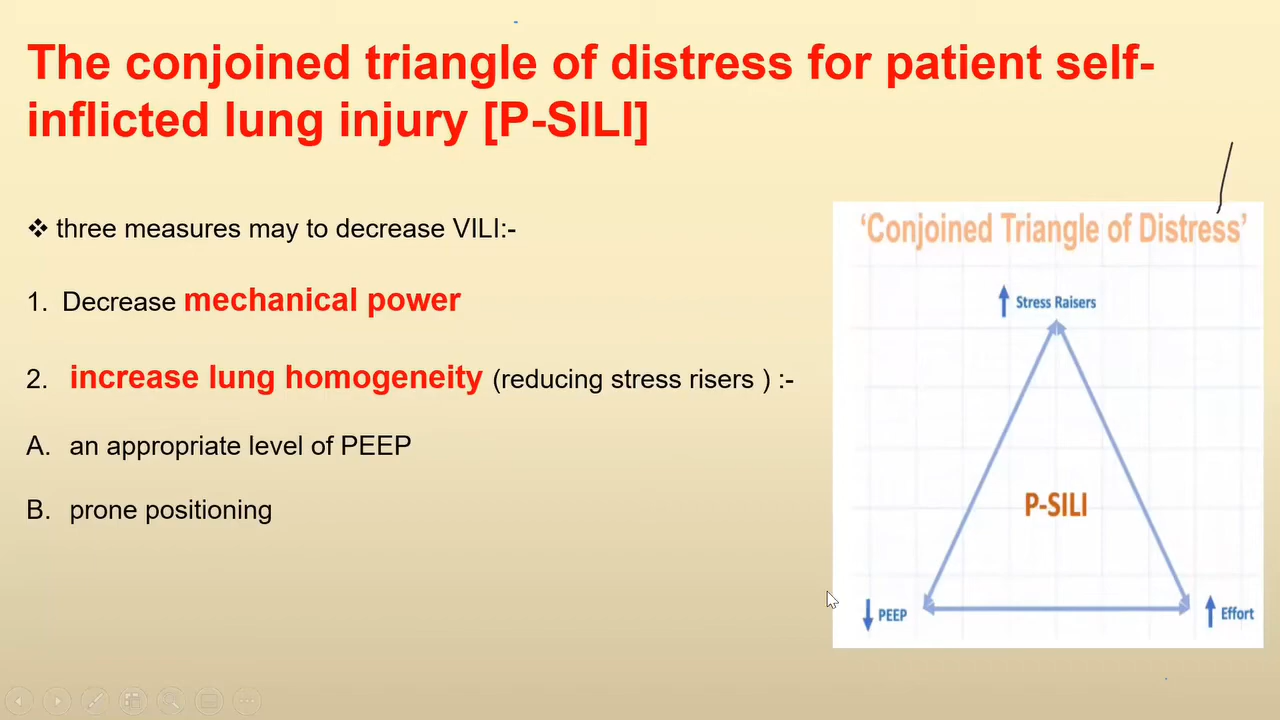 The conjoined triangle of distress for patient self-
inflicted lung injury [P-SILI]
❖ three measures may to decrease VILI:-
1. Decrease mechanical power
2. increase lung homogeneity (reducing stress risers ) :-
A. an appropriate level of PEEP
B. prone positioning
‘Conjoined Triangle of Distress’
↑ Stress Raisers
P-SILI
↓ PEEP
↑ Effort